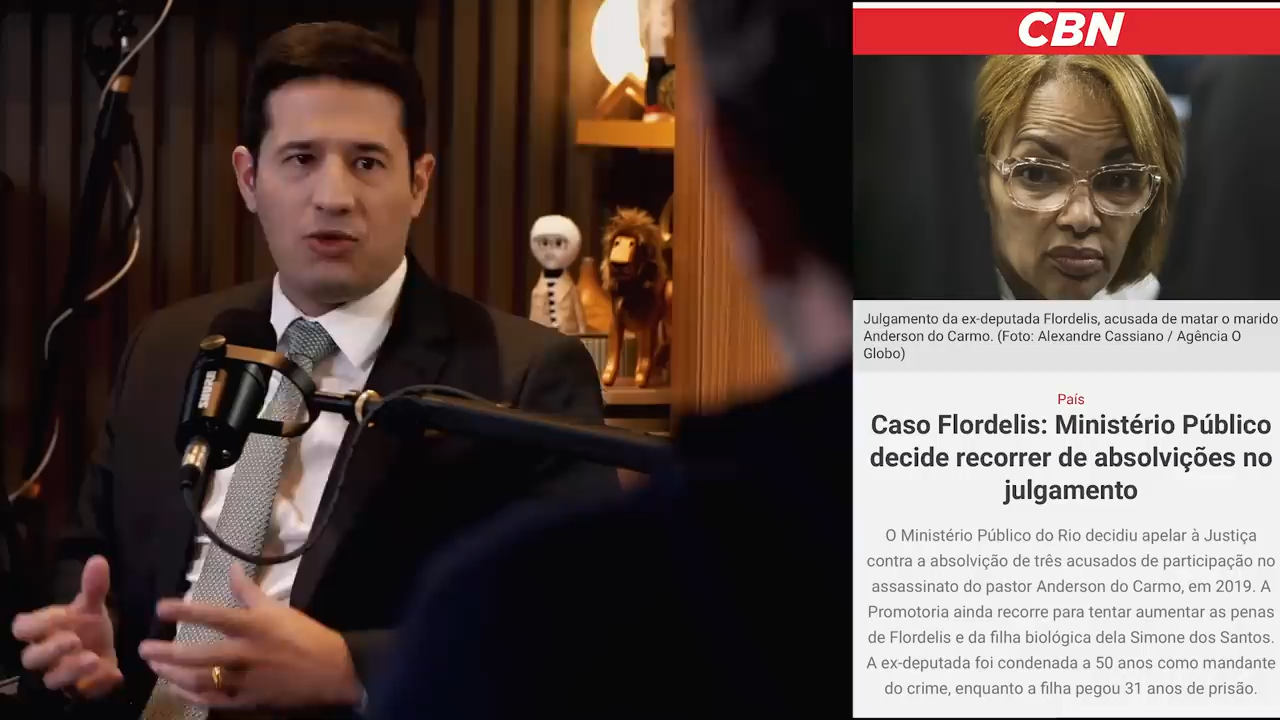 CBN
Julgamento da ex-deputada Flordelis, acusada de matar o marido
Anderson do Carmo. (Foto: Alexandre Cassiano / Agência O
Globo)
País
Caso Flordelis: Ministério Público
decide recorrer de absolvições no
julgamento
O Ministério Público do Rio decidiu apelar à Justiça
contra a absolvição de três acusados de participação no
assassinato do pastor Anderson do Carmo, em 2019. A
Promotoria ainda recorre para tentar aumentar as penas
de Flordelis e da filha biológica dela Simone dos Santos.
A ex-deputada foi condenada a 50 anos como mandante
do crime, enquanto a filha pegou 31 anos de prisão.
SHURE